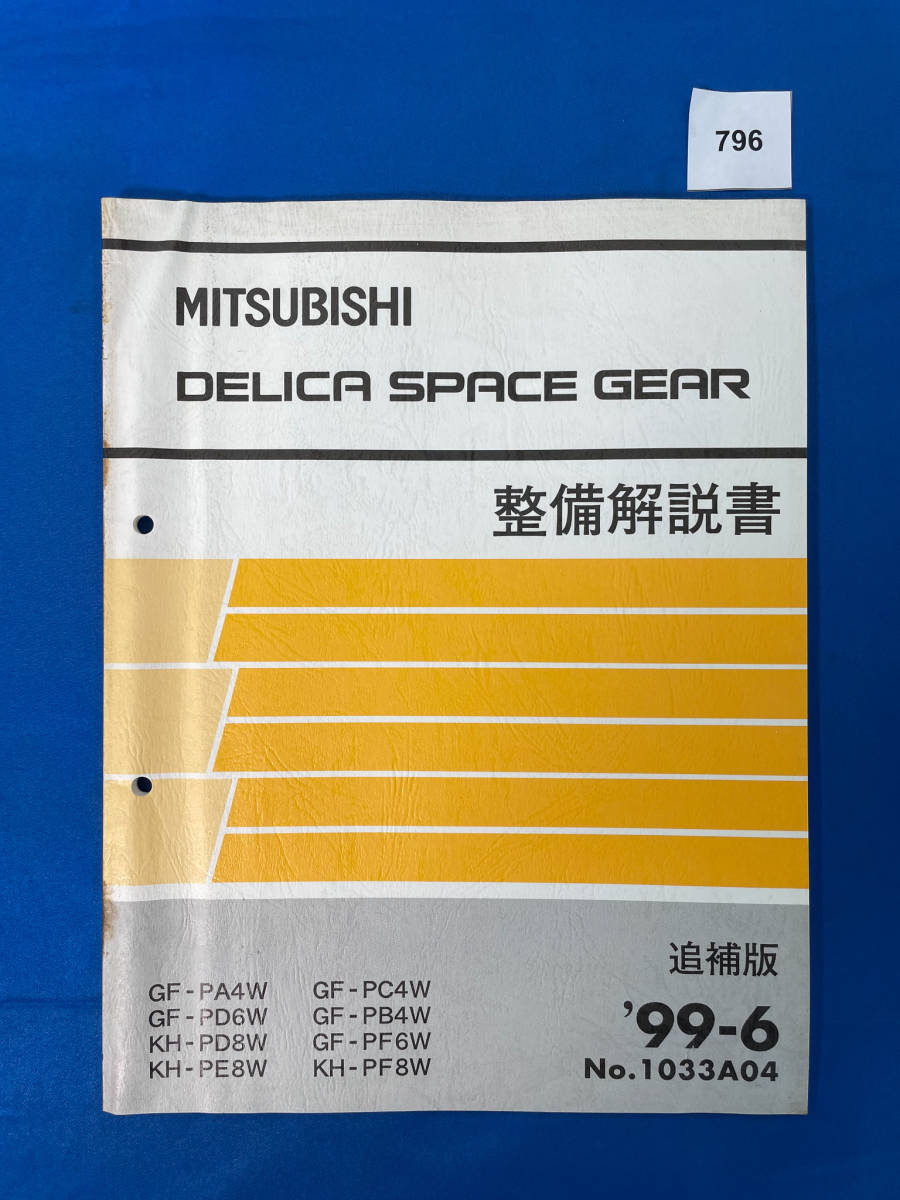 796
MITSUBISHI
DELICA SPACE GEAR
整備解説書
追補版
'99-6
No.1033A04
GF-PA4W GF-PC4W
GF-PD6W GF-PB4W
KH-PD8W GF-PF6W
KH-PE8W KH-PF8W